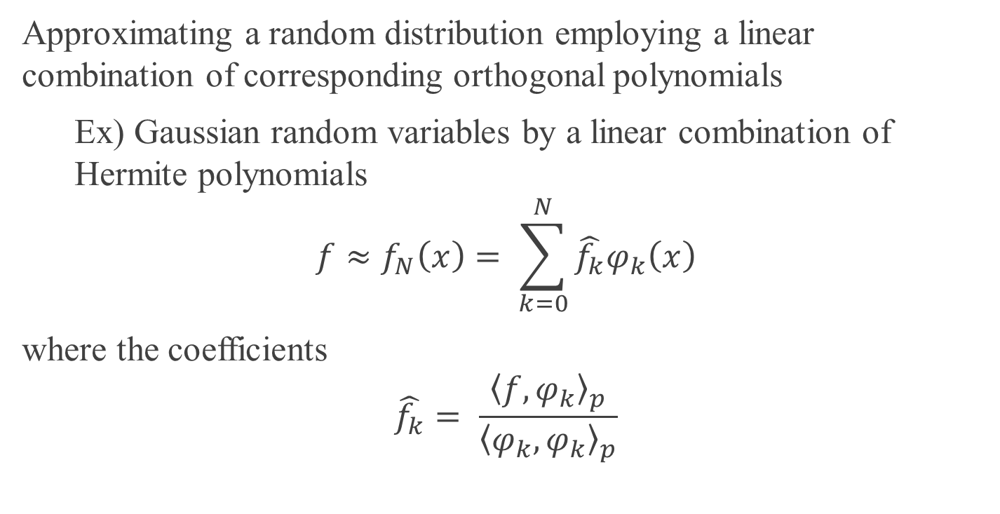 Approximating a random distribution employing a linear
combination of corresponding orthogonal polynomials
Ex) Gaussian random variables by a linear combination of
Hermite polynomials
$f \approx f_N(x) = \sum_{k=0}^{N} \widehat{f}_k \varphi_k(x)$
where the coefficients
$\widehat{f}_k = \frac{\langle f, \varphi_k \rangle_p}{\langle \varphi_k, \varphi_k \rangle_p}$